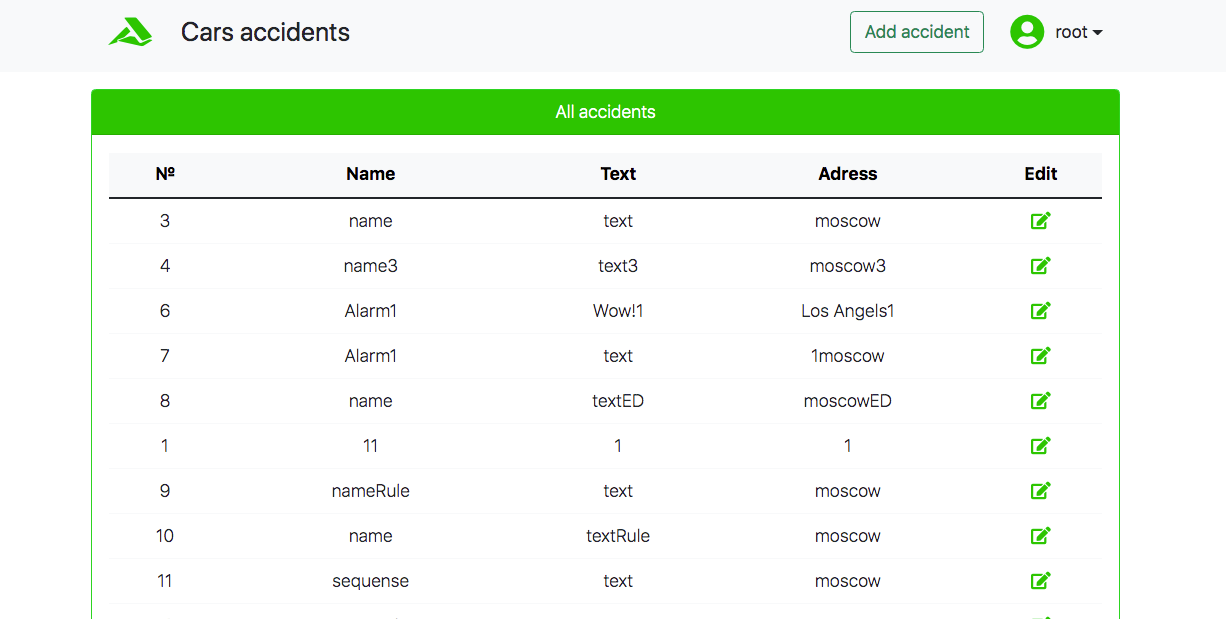 Cars accidents Add accident root
All accidents
Nº Name Text Adress Edit
3 name text moscow
4 name3 text3 moscow3
6 Alarm1 Wow!1 Los Angels1
7 Alarm1 text 1moscow
8 name textED moscowED
1 11 1 1
9 nameRule text moscow
10 name textRule moscow
11 sequense text moscow